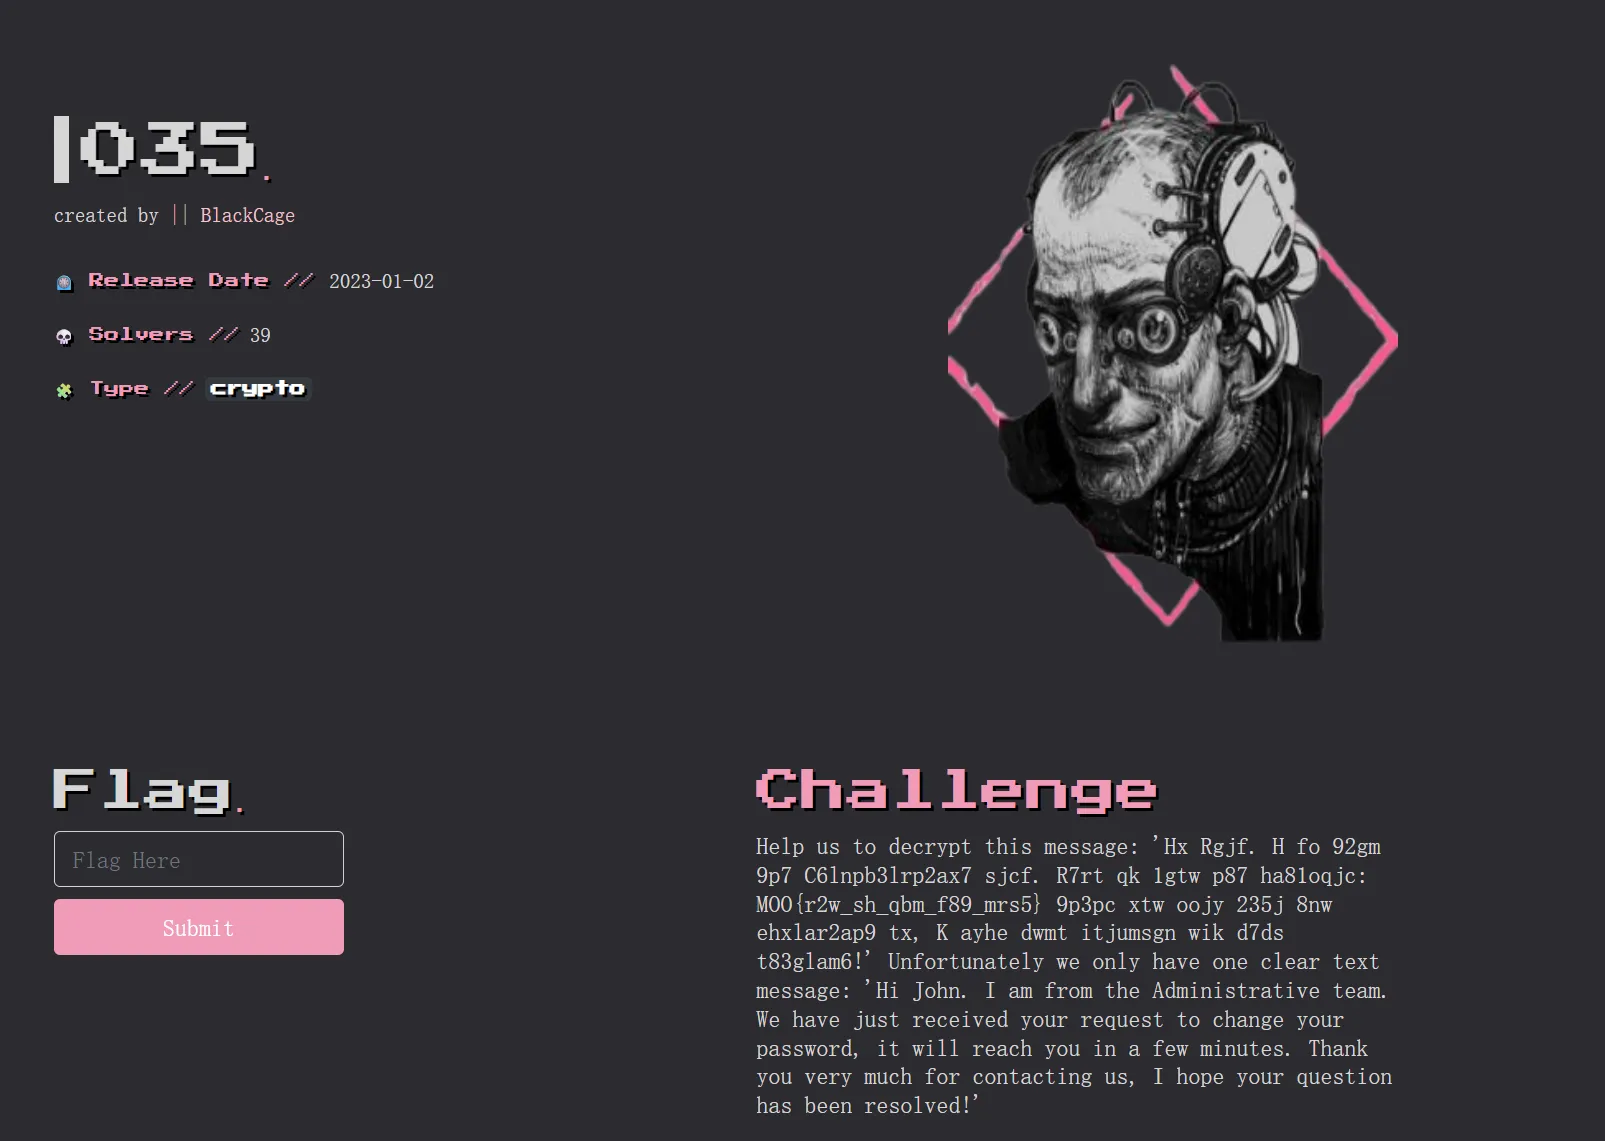 |035.
created by || BlackCage
Release Date // 2023-01-02
Solvers // 39
Type // crypto
Flag.
Flag Here
Submit
Challenge
Help us to decrypt this message: 'Hx Rgjf. H fo 92gm
9p7 C6lnpb3lrp2ax7 sjcf. R7rt qk 1gtw p87 ha81oqjc:
MOO{r2w_sh_qbm_f89_mrs5} 9p3pc xtw oojy 235j 8nw
ehxlar2ap9 tx, K ayhe dwmt itjumsgn wik d7ds
t83glam6!' Unfortunately we only have one clear text
message: 'Hi John. I am from the Administrative team.
We have just received your request to change your
password, it will reach you in a few minutes. Thank
you very much for contacting us, I hope your question
has been resolved!'